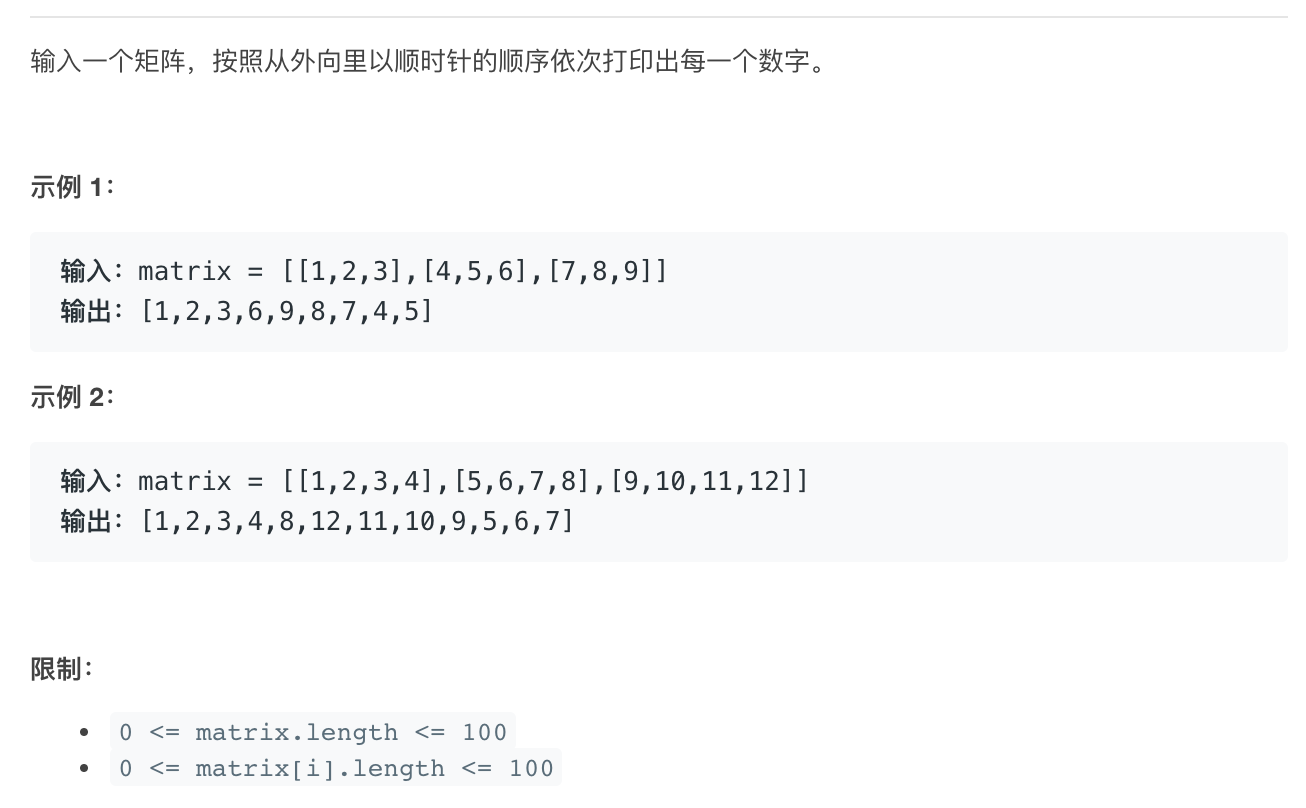 输入一个矩阵，按照从外向里以顺时针的顺序依次打印出每一个数字。
示例 1：
输入：matrix = [[1,2,3],[4,5,6],[7,8,9]]
输出：[1,2,3,6,9,8,7,4,5]
示例 2：
输入：matrix = [[1,2,3,4],[5,6,7,8],[9,10,11,12]]
输出：[1,2,3,4,8,12,11,10,9,5,6,7]
限制：
• 0 <= matrix.length <= 100
• 0 <= matrix[i].length <= 100